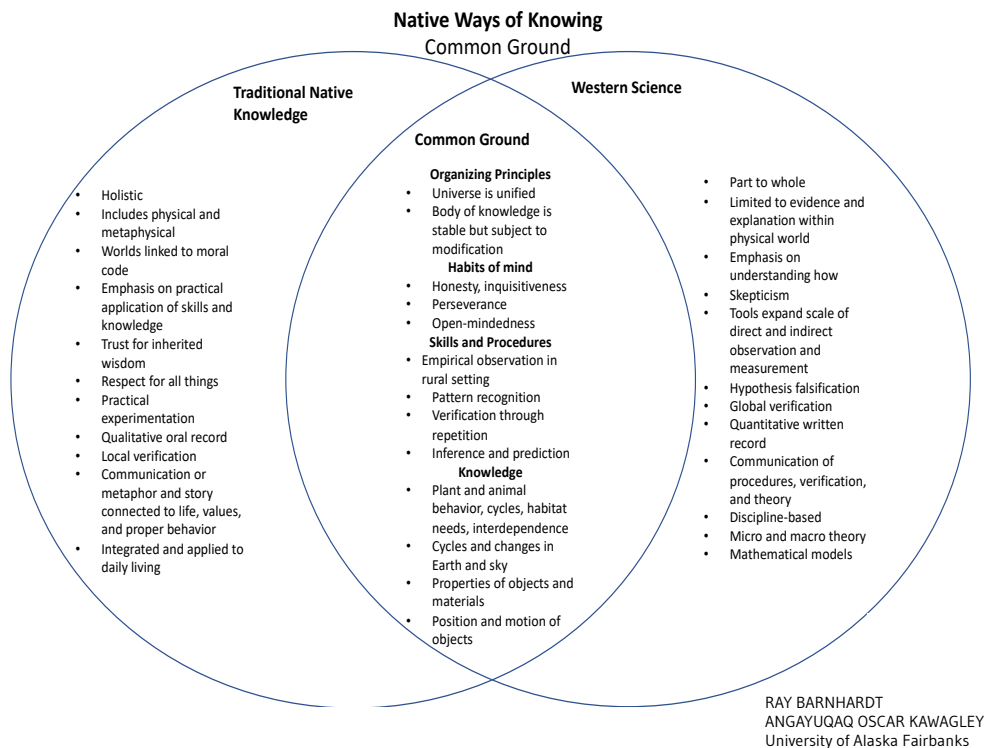 Native Ways of Knowing
Common Ground
Traditional Native
Knowledge
• Holistic
• Includes physical and
metaphysical
• Worlds linked to moral
code
• Emphasis on practical
application of skills and
knowledge
• Trust for inherited
wisdom
• Respect for all things
• Practical
experimentation
• Qualitative oral record
• Local verification
• Communication or
metaphor and story
connected to life, values,
and proper behavior
• Integrated and applied to
daily living
Common Ground
Organizing Principles
• Universe is unified
• Body of knowledge is
stable but subject to
modification
Habits of mind
• Honesty, inquisitiveness
• Perseverance
• Open-mindedness
Skills and Procedures
• Empirical observation in
rural setting
• Pattern recognition
• Verification through
repetition
• Inference and prediction
Knowledge
• Plant and animal
behavior, cycles, habitat
needs, interdependence
• Cycles and changes in
Earth and sky
• Properties of objects and
materials
• Position and motion of
objects
Western Science
• Part to whole
• Limited to evidence and
explanation within
physical world
• Emphasis on
understanding how
• Skepticism
• Tools expand scale of
direct and indirect
observation and
measurement
• Hypothesis falsification
• Global verification
• Quantitative written
record
• Communication of
procedures, verification,
and theory
• Discipline-based
• Micro and macro theory
• Mathematical models
RAY BARNHARDT
ANGAYUQAQ OSCAR KAWAGLEY
University of Alaska Fairbanks